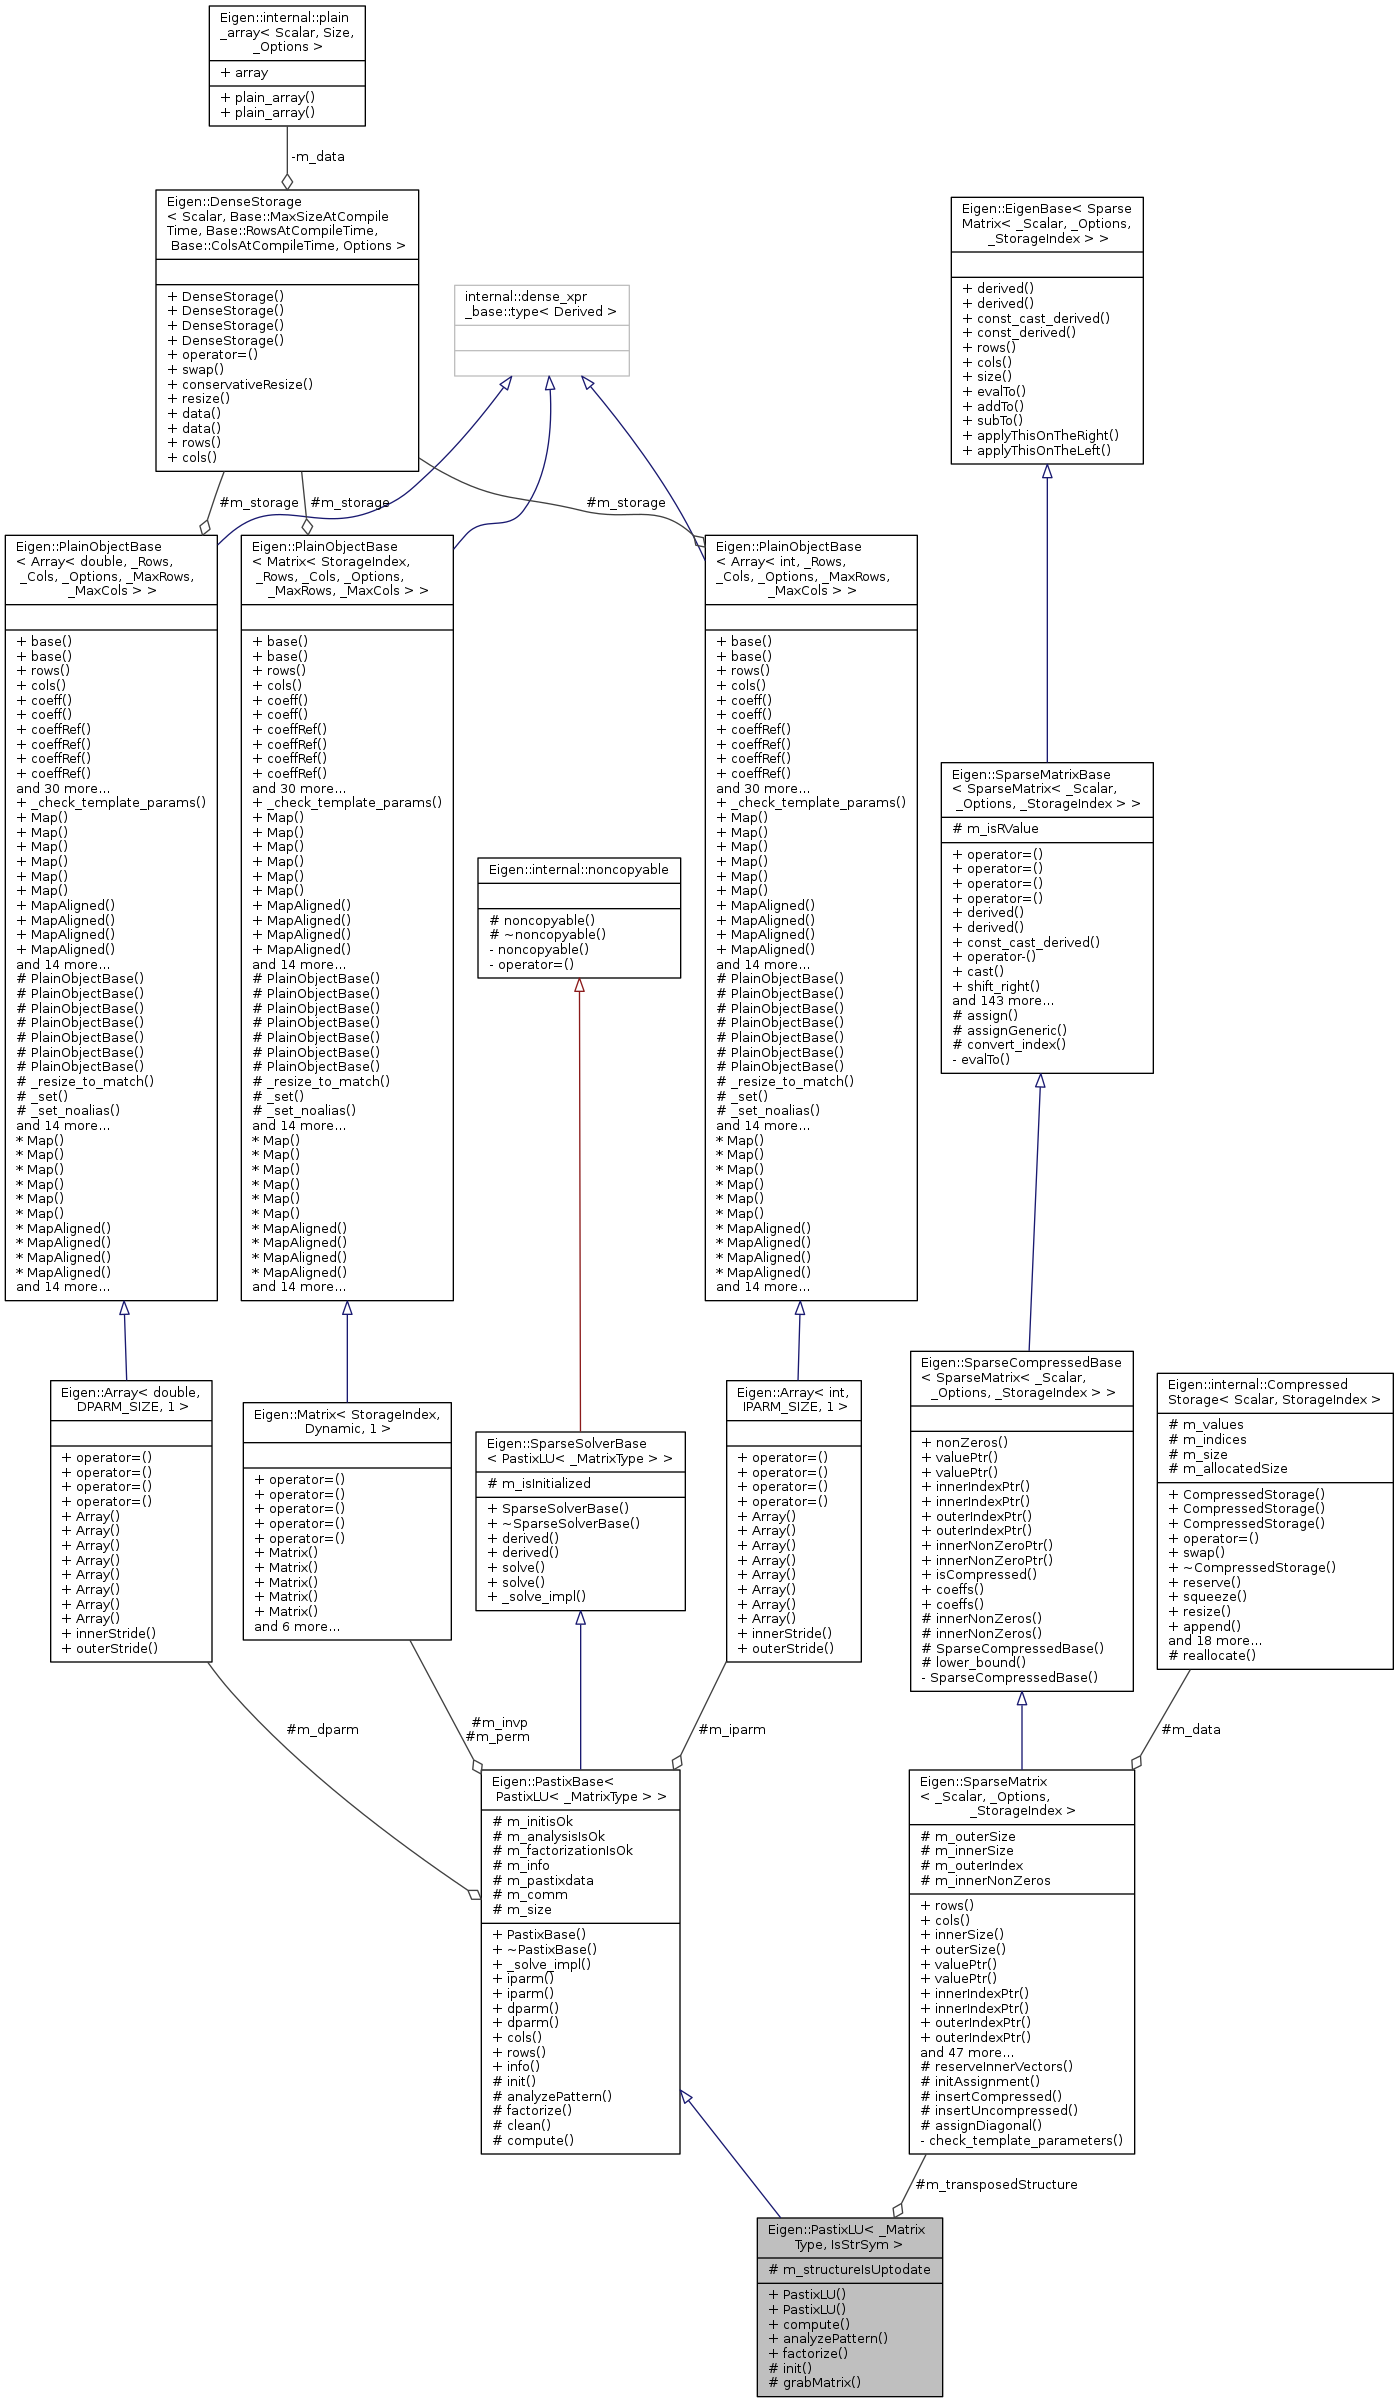 Eigen::internal::plain
_array< Scalar, Size,
_Options >
+ array
+ plain_array()
+ plain_array()
-m_data
Eigen::DenseStorage
< Scalar, Base::MaxSizeAtCompile
Time, Base::RowsAtCompileTime,
Base::ColsAtCompileTime, Options >
+ DenseStorage()
+ DenseStorage()
+ DenseStorage()
+ DenseStorage()
+ operator=()
+ swap()
+ conservativeResize()
+ resize()
+ data()
+ data()
+ rows()
+ cols()
internal::dense_xpr
_base::type< Derived >
Eigen::EigenBase< Sparse
Matrix< _Scalar, _Options,
_StorageIndex > >
+ derived()
+ derived()
+ const_cast_derived()
+ const_derived()
+ rows()
+ cols()
+ size()
+ evalTo()
+ addTo()
+ subTo()
+ applyThisOnTheRight()
+ applyThisOnTheLeft()
#m_storage
#m_storage
#m_storage
Eigen::PlainObjectBase
< Array< double, _Rows,
_Cols, _Options, _MaxRows,
_MaxCols > >
+ base()
+ base()
+ rows()
+ cols()
+ coeff()
+ coeff()
+ coeffRef()
+ coeffRef()
+ coeffRef()
+ coeffRef()
and 30 more...
+ _check_template_params()
+ Map()
+ Map()
+ Map()
+ Map()
+ Map()
+ Map()
+ MapAligned()
+ MapAligned()
+ MapAligned()
+ MapAligned()
and 14 more...
# PlainObjectBase()
# PlainObjectBase()
# PlainObjectBase()
# PlainObjectBase()
# PlainObjectBase()
# PlainObjectBase()
# PlainObjectBase()
# _resize_to_match()
# _set()
# _set_noalias()
and 14 more...
* Map()
* Map()
* Map()
* Map()
* Map()
* Map()
* MapAligned()
* MapAligned()
* MapAligned()
* MapAligned()
and 14 more...
Eigen::PlainObjectBase
< Matrix< StorageIndex,
_Rows, _Cols, _Options,
_MaxRows, _MaxCols > >
+ base()
+ base()
+ rows()
+ cols()
+ coeff()
+ coeff()
+ coeffRef()
+ coeffRef()
+ coeffRef()
+ coeffRef()
and 30 more...
+ _check_template_params()
+ Map()
+ Map()
+ Map()
+ Map()
+ Map()
+ Map()
+ MapAligned()
+ MapAligned()
+ MapAligned()
+ MapAligned()
and 14 more...
# PlainObjectBase()
# PlainObjectBase()
# PlainObjectBase()
# PlainObjectBase()
# PlainObjectBase()
# PlainObjectBase()
# PlainObjectBase()
# _resize_to_match()
# _set()
# _set_noalias()
and 14 more...
* Map()
* Map()
* Map()
* Map()
* Map()
* Map()
* MapAligned()
* MapAligned()
* MapAligned()
* MapAligned()
and 14 more...
Eigen::PlainObjectBase
< Array< int, _Rows,
_Cols, _Options, _MaxRows,
_MaxCols > >
+ base()
+ base()
+ rows()
+ cols()
+ coeff()
+ coeff()
+ coeffRef()
+ coeffRef()
+ coeffRef()
+ coeffRef()
and 30 more...
+ _check_template_params()
+ Map()
+ Map()
+ Map()
+ Map()
+ Map()
+ Map()
+ MapAligned()
+ MapAligned()
+ MapAligned()
+ MapAligned()
and 14 more...
# PlainObjectBase()
# PlainObjectBase()
# PlainObjectBase()
# PlainObjectBase()
# PlainObjectBase()
# PlainObjectBase()
# PlainObjectBase()
# _resize_to_match()
# _set()
# _set_noalias()
and 14 more...
* Map()
* Map()
* Map()
* Map()
* Map()
* Map()
* MapAligned()
* MapAligned()
* MapAligned()
* MapAligned()
and 14 more...
Eigen::internal::noncopyable
# noncopyable()
# ~noncopyable()
- noncopyable()
- operator=()
Eigen::SparseMatrixBase
< SparseMatrix< _Scalar,
_Options, _StorageIndex > >
# m_isRValue
+ operator=()
+ operator=()
+ operator=()
+ operator=()
+ derived()
+ derived()
+ const_cast_derived()
+ operator-()
+ cast()
+ shift_right()
and 143 more...
# assign()
# assignGeneric()
# convert_index()
- evalTo()
Eigen::Array< double,
DPARM_SIZE, 1 >
+ operator=()
+ operator=()
+ operator=()
+ operator=()
+ Array()
+ Array()
+ Array()
+ Array()
+ Array()
+ Array()
+ Array()
+ Array()
+ innerStride()
+ outerStride()
Eigen::Matrix< StorageIndex,
Dynamic, 1 >
+ operator=()
+ operator=()
+ operator=()
+ operator=()
+ operator=()
+ Matrix()
+ Matrix()
+ Matrix()
+ Matrix()
+ Matrix()
and 6 more...
Eigen::SparseSolverBase
< PastixLU< _MatrixType > >
# m_isInitialized
+ SparseSolverBase()
+ ~SparseSolverBase()
+ derived()
+ derived()
+ solve()
+ solve()
+ _solve_impl()
Eigen::Array< int,
IPARM_SIZE, 1 >
+ operator=()
+ operator=()
+ operator=()
+ operator=()
+ Array()
+ Array()
+ Array()
+ Array()
+ Array()
+ Array()
+ Array()
+ Array()
+ innerStride()
+ outerStride()
Eigen::SparseCompressedBase
< SparseMatrix< _Scalar,
_Options, _StorageIndex > >
+ nonZeros()
+ valuePtr()
+ valuePtr()
+ innerIndexPtr()
+ innerIndexPtr()
+ outerIndexPtr()
+ outerIndexPtr()
+ innerNonZeroPtr()
+ innerNonZeroPtr()
+ isCompressed()
+ coeffs()
+ coeffs()
# innerNonZeros()
# innerNonZeros()
# SparseCompressedBase()
# lower_bound()
- SparseCompressedBase()
Eigen::internal::Compressed
Storage< Scalar, StorageIndex >
# m_values
# m_indices
# m_size
# m_allocatedSize
+ CompressedStorage()
+ CompressedStorage()
+ CompressedStorage()
+ operator=()
+ swap()
+ ~CompressedStorage()
+ reserve()
+ squeeze()
+ resize()
+ append()
and 18 more...
# reallocate()
#m_dparm
#m_invp
#m_perm
#m_iparm
#m_data
Eigen::PastixBase<
PastixLU< _MatrixType > >
# m_initisOk
# m_analysisIsOk
# m_factorizationIsOk
# m_info
# m_pastixdata
# m_comm
# m_size
+ PastixBase()
+ ~PastixBase()
+ _solve_impl()
+ iparm()
+ iparm()
+ dparm()
+ dparm()
+ cols()
+ rows()
+ info()
# init()
# analyzePattern()
# factorize()
# clean()
# compute()
Eigen::SparseMatrix
< _Scalar, _Options,
_StorageIndex >
# m_outerSize
# m_innerSize
# m_outerIndex
# m_innerNonZeros
+ rows()
+ cols()
+ innerSize()
+ outerSize()
+ valuePtr()
+ valuePtr()
+ innerIndexPtr()
+ innerIndexPtr()
+ outerIndexPtr()
+ outerIndexPtr()
and 47 more...
# reserveInnerVectors()
# initAssignment()
# insertCompressed()
# insertUncompressed()
# assignDiagonal()
- check_template_parameters()
#m_transposedStructure
Eigen::PastixLU< _Matrix
Type, IsStrSym >
# m_structureIsUptodate
+ PastixLU()
+ PastixLU()
+ compute()
+ analyzePattern()
+ factorize()
# init()
# grabMatrix()